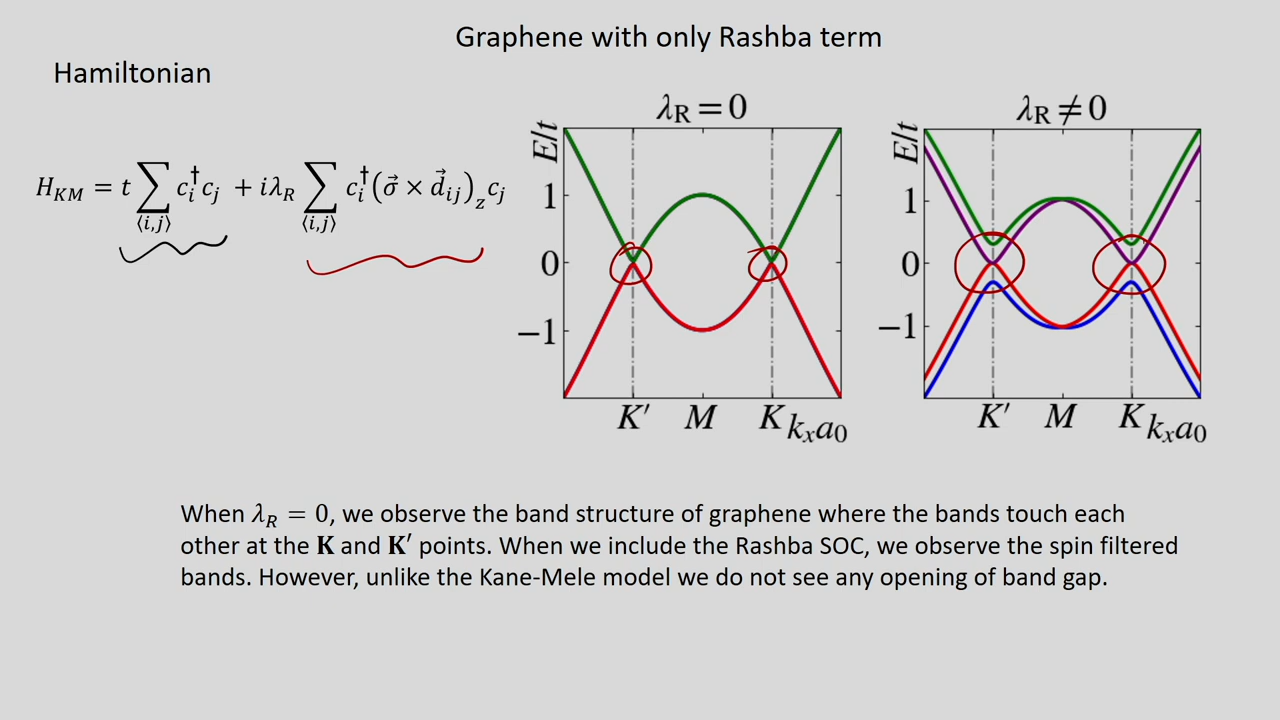 Graphene with only Rashba term
Hamiltonian
H_{KM} = t ∑_{⟨i,j⟩} c_i^† c_j + iλ_R ∑_{⟨i,j⟩} c_i^† (σ⃗ × d⃗_{ij})_z c_j
λ_R = 0
E/t
1
0
−1
K′ M K k_x a_0
λ_R ≠ 0
E/t
1
0
−1
K′ M K k_x a_0
When λ_R = 0, we observe the band structure of graphene where the bands touch each
other at the K and K′ points. When we include the Rashba SOC, we observe the spin filtered
bands. However, unlike the Kane-Mele model we do not see any opening of band gap.